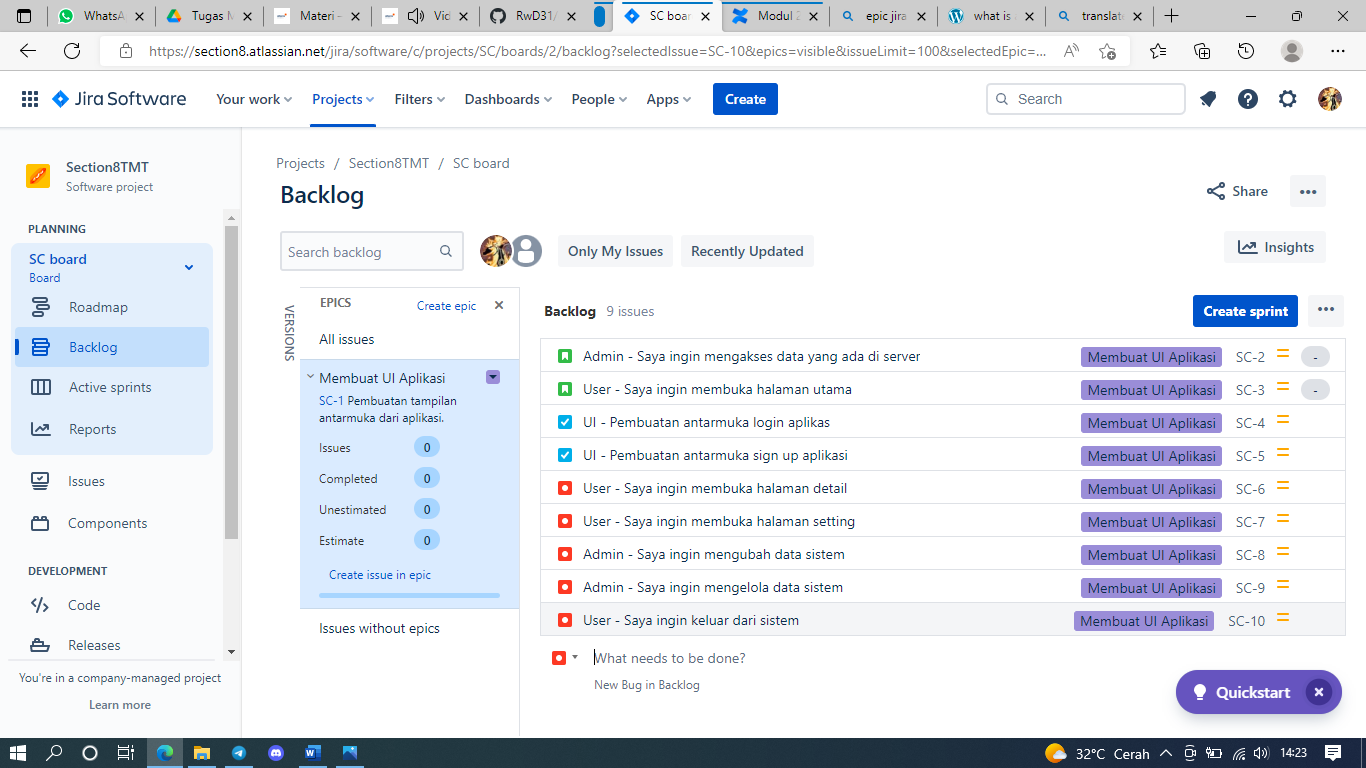 WhatsA
Tugas M
Materi -
Vid
RwD31/
SC boar
Modul 2
epic jira
what is
translate
https://section8.atlassian.net/jira/software/c/projects/SC/boards/2/backlog?selectedIssue=SC-10&epics=visible&issueLimit=100&selectedEpic=...
Jira Software
Your work
Projects
Filters
Dashboards
People
Apps
Create
Search
Section8TMT
Software project
PLANNING
SC board
Board
Roadmap
Backlog
Active sprints
Reports
Issues
Components
DEVELOPMENT
Code
Releases
You're in a company-managed project
Learn more
Projects / Section8TMT / SC board
Backlog
Share
Search backlog
Only My Issues
Recently Updated
Insights
VERSIONS
EPICS
Create epic
All issues
Membuat UI Aplikasi
SC-1 Pembuatan tampilan
antarmuka dari aplikasi.
Issues 0
Completed 0
Unestimated 0
Estimate 0
Create issue in epic
Issues without epics
Backlog 9 issues
Create sprint
Admin - Saya ingin mengakses data yang ada di server Membuat UI Aplikasi SC-2 -
User - Saya ingin membuka halaman utama Membuat UI Aplikasi SC-3 -
UI - Pembuatan antarmuka login aplikas Membuat UI Aplikasi SC-4
UI - Pembuatan antarmuka sign up aplikasi Membuat UI Aplikasi SC-5
User - Saya ingin membuka halaman detail Membuat UI Aplikasi SC-6
User - Saya ingin membuka halaman setting Membuat UI Aplikasi SC-7
Admin - Saya ingin mengubah data sistem Membuat UI Aplikasi SC-8
Admin - Saya ingin mengelola data sistem Membuat UI Aplikasi SC-9
User - Saya ingin keluar dari sistem Membuat UI Aplikasi SC-10
What needs to be done?
New Bug in Backlog
Quickstart
32°C Cerah
14:23